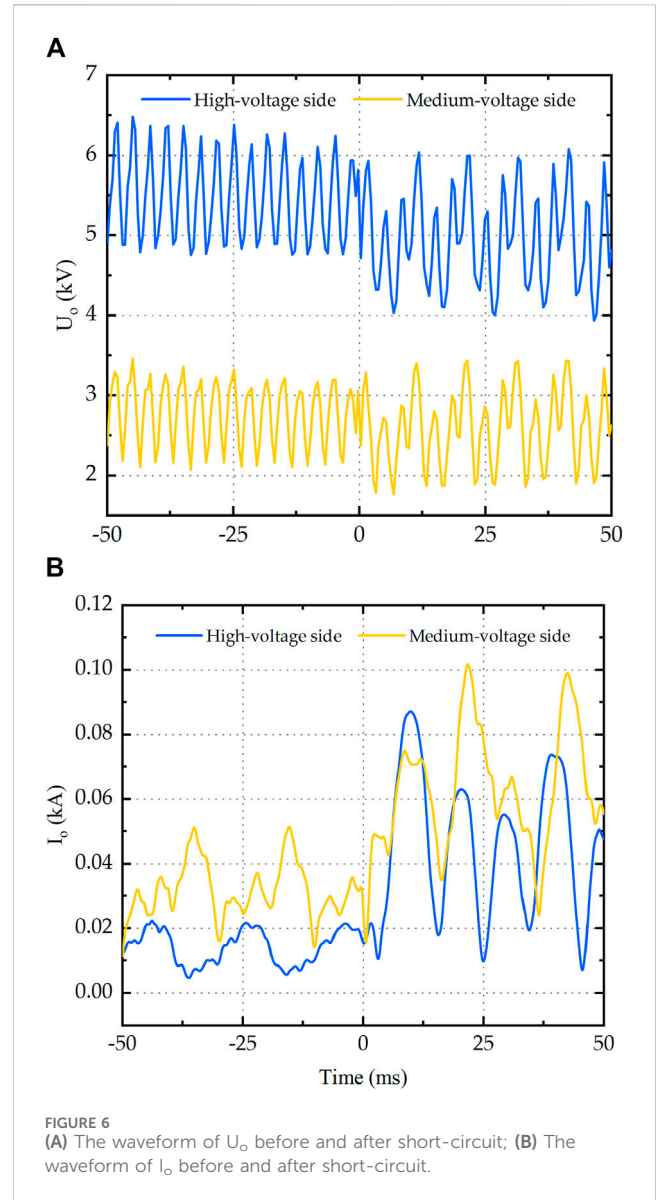 A
7
High-voltage side
Medium-voltage side
6
5
4
3
2
U₀ (kV)
-50
-25
0
25
50
B
0.12
High-voltage side
Medium-voltage side
0.10
0.08
0.06
0.04
0.02
0.00
I₀ (kA)
-50
-25
0
25
50
Time (ms)
FIGURE 6
(A) The waveform of Uₒ before and after short-circuit; (B) The
waveform of Iₒ before and after short-circuit.